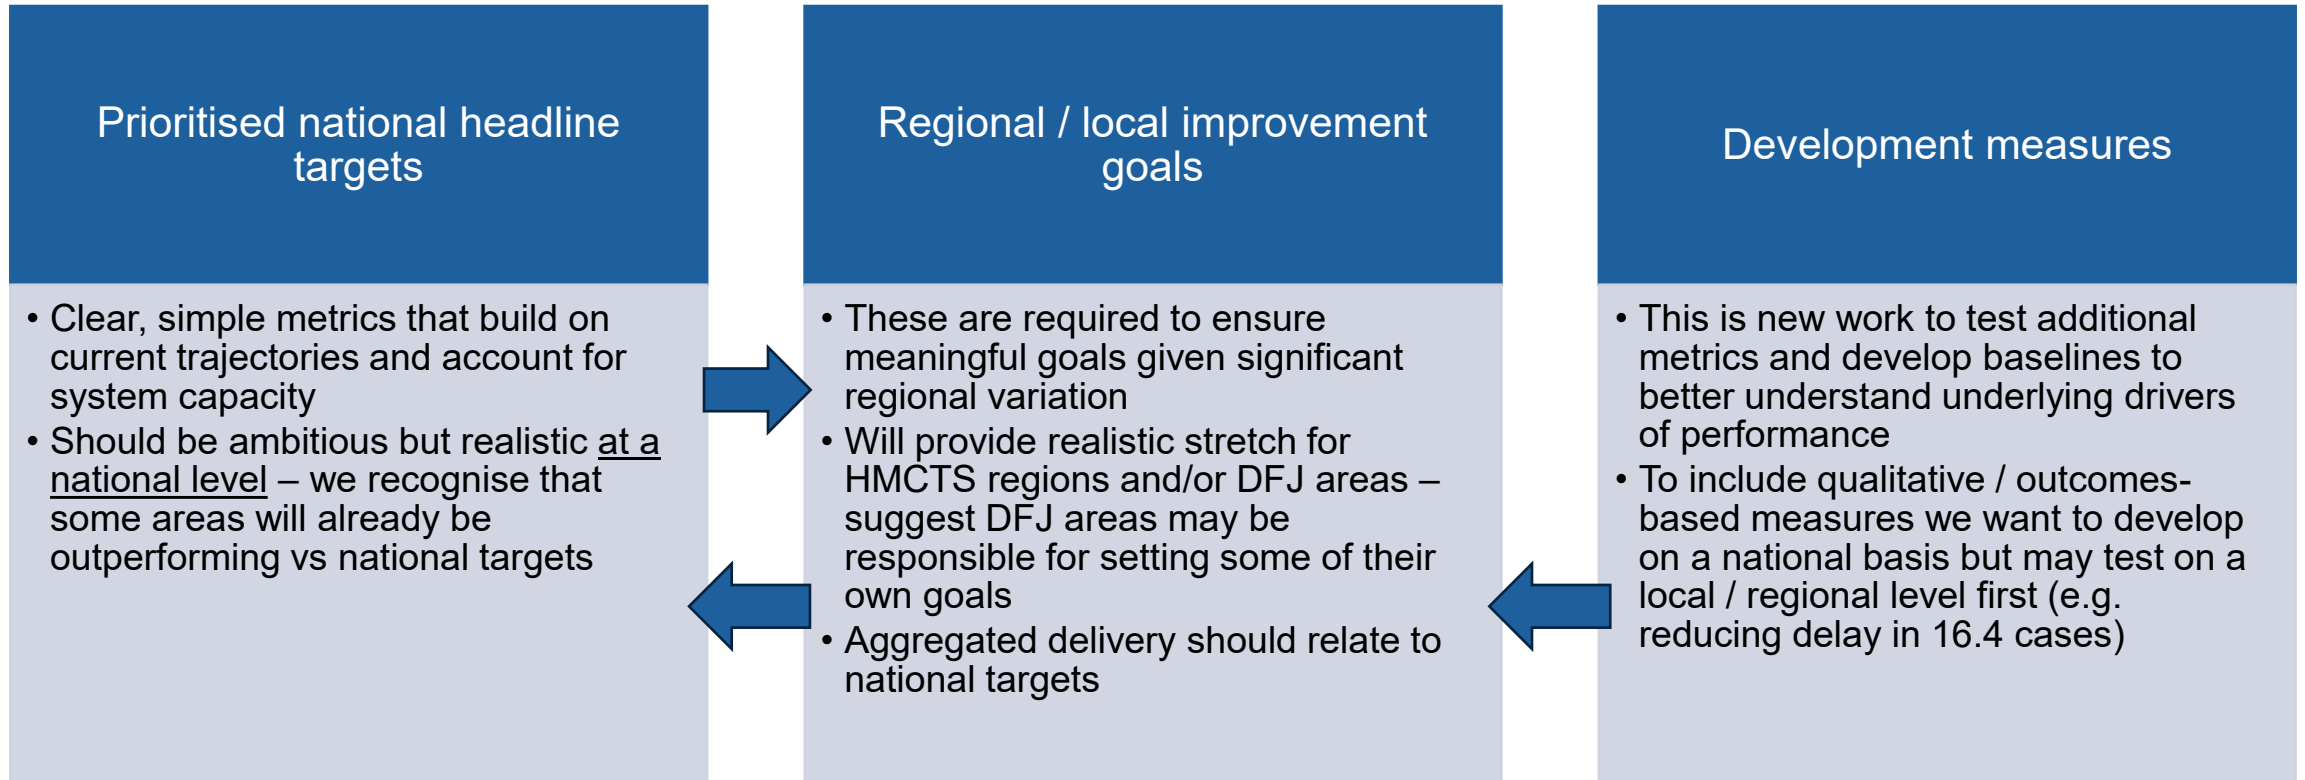 Prioritised national headline
targets
• Clear, simple metrics that build on
current trajectories and account for
system capacity
• Should be ambitious but realistic at a
national level – we recognise that
some areas will already be
outperforming vs national targets
Regional / local improvement
goals
• These are required to ensure
meaningful goals given significant
regional variation
• Will provide realistic stretch for
HMCTS regions and/or DFJ areas –
suggest DFJ areas may be
responsible for setting some of their
own goals
• Aggregated delivery should relate to
national targets
Development measures
• This is new work to test additional
metrics and develop baselines to
better understand underlying drivers
of performance
• To include qualitative / outcomes-
based measures we want to develop
on a national basis but may test on a
local / regional level first (e.g.
reducing delay in 16.4 cases)